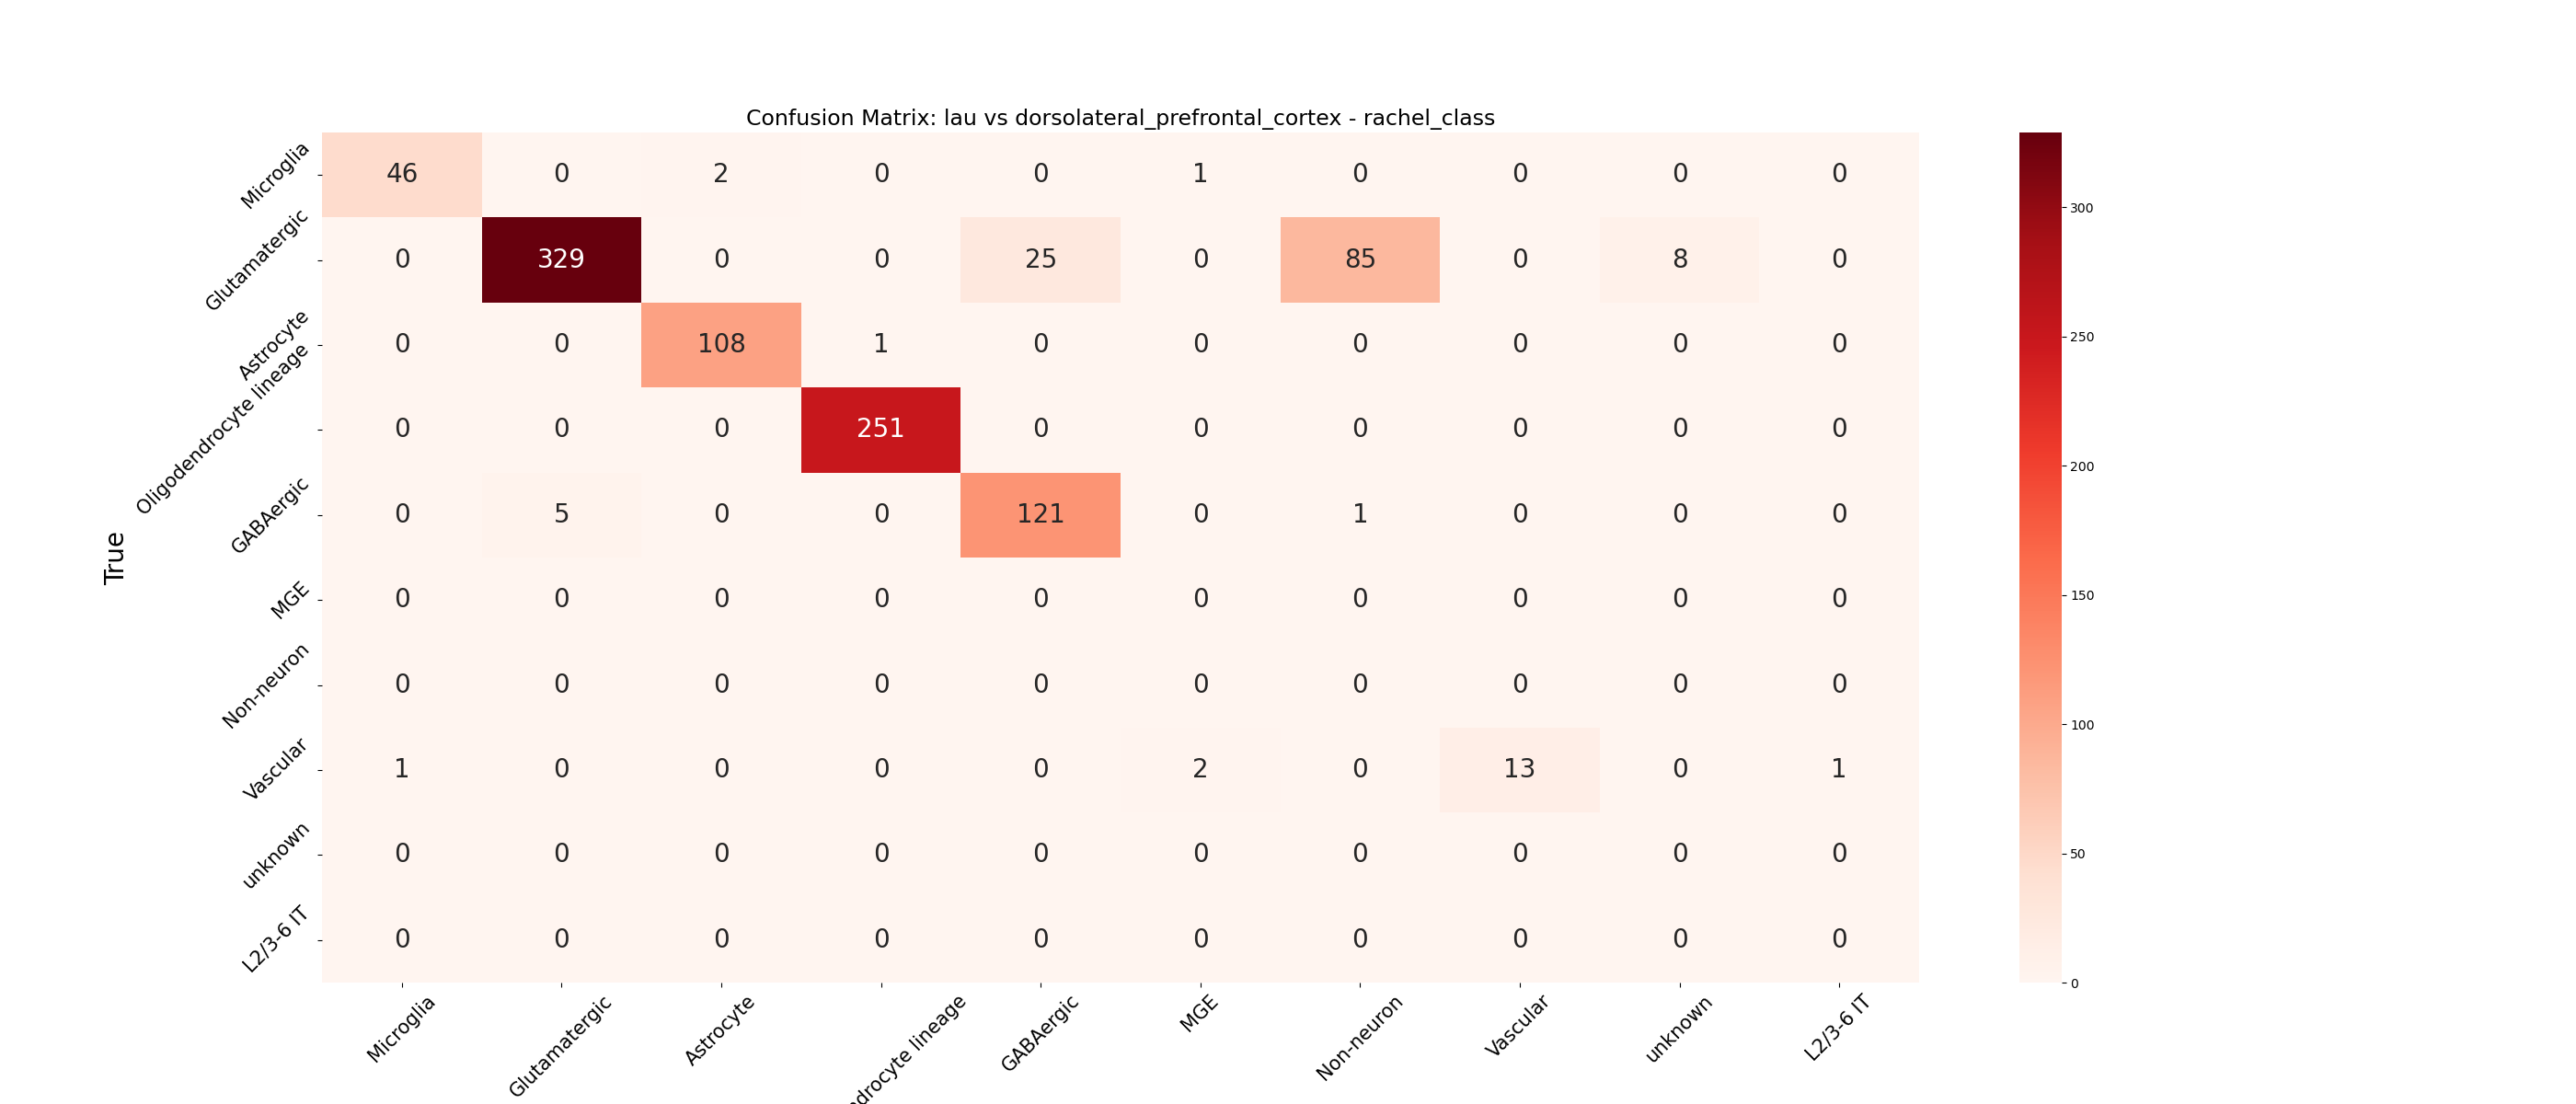 Confusion Matrix: lau vs dorsolateral_prefrontal_cortex - rachel_class
True
Microglia 46 0 2 0 0 1 0 0 0 0
Glutamatergic 0 329 0 0 25 0 85 0 8 0
Astrocyte 0 0 108 1 0 0 0 0 0 0
Oligodendrocyte lineage 0 0 0 251 0 0 0 0 0 0
GABAergic 0 5 0 0 121 0 1 0 0 0
MGE 0 0 0 0 0 0 0 0 0 0
Non-neuron 0 0 0 0 0 0 0 0 0 0
Vascular 1 0 0 0 0 2 0 13 0 1
unknown 0 0 0 0 0 0 0 0 0 0
L2/3-6 IT 0 0 0 0 0 0 0 0 0 0
Microglia Glutamatergic Astrocyte drocyte lineage GABAergic MGE Non-neuron Vascular unknown L2/3-6 IT
300
250
200
150
100
50
0